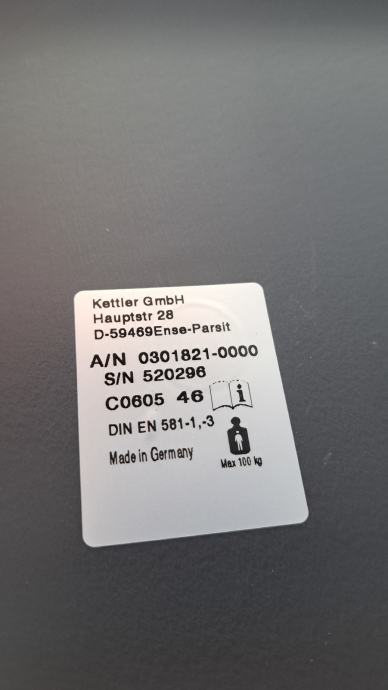 Kettler GmbH
Hauptstr 28
D-59469Ense-Parsit
A/N 0301821-0000
S/N 520296
C0605 46 i
DIN EN 581-1,-3
Made in Germany
Max 100 kg